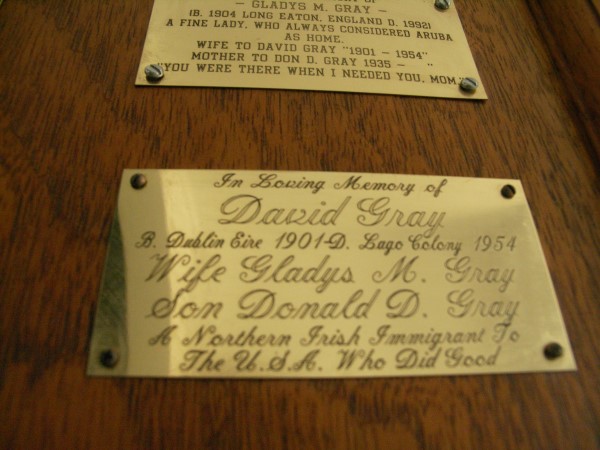 OF
- GLADYS M. GRAY -
(B. 1904 LONG EATON, ENGLAND D. 1992)
A FINE LADY, WHO ALWAYS CONSIDERED ARUBA
AS HOME.
WIFE TO DAVID GRAY "1901 - 1954"
MOTHER TO DON D. GRAY 1935 - "
"YOU WERE THERE WHEN I NEEDED YOU, MOM."
In Loving Memory of
David Gray
B. Dublin Eire 1901-D. Lago Colony 1954
Wife Gladys M. Gray
Son Donald D. Gray
A Northern Irish Immigrant To
The U.S.A. Who Did Good